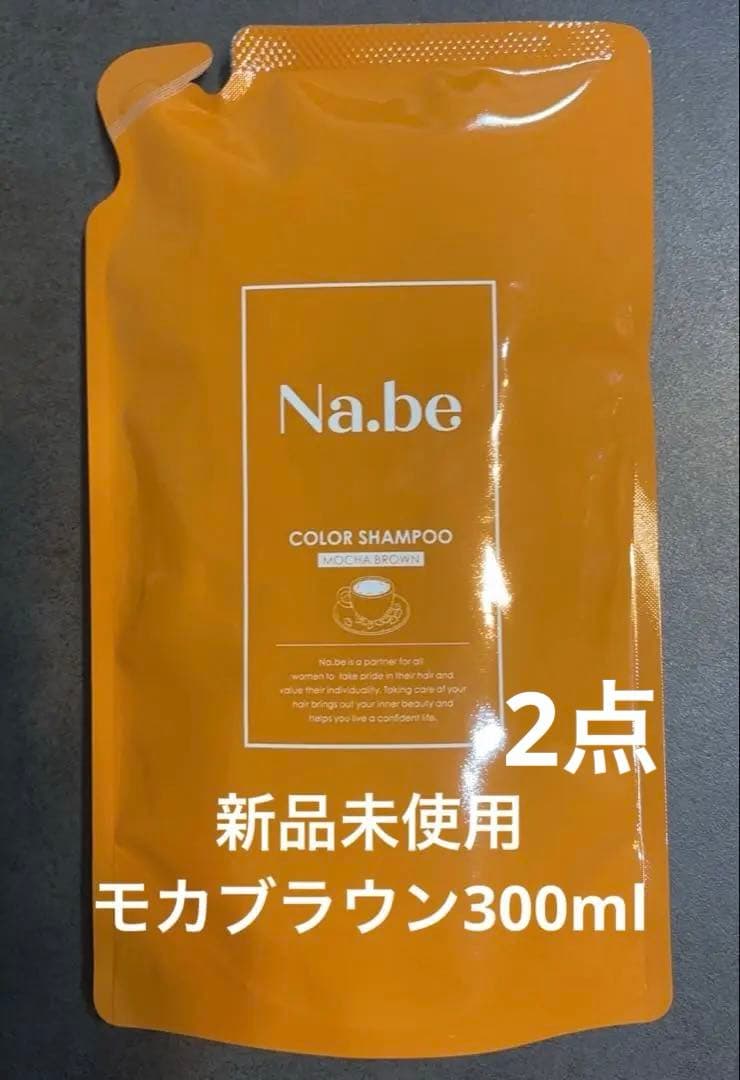 Na.be
COLOR SHAMPOO
MOCHA BROWN
Na.be is a partner for all
women to take pride in their hair and
value their individuality. Taking care of your
hair brings out your inner beauty and
helps you live a confident life.
2点
新品未使用
モカブラウン300ml